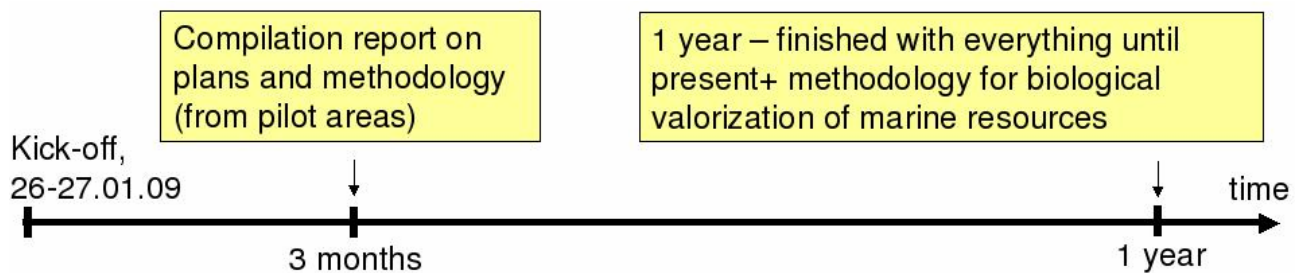 Compilation report on
plans and methodology
(from pilot areas)
1 year – finished with everything until
present+ methodology for biological
valorization of marine resources
Kick-off,
26-27.01.09
time
3 months
1 year